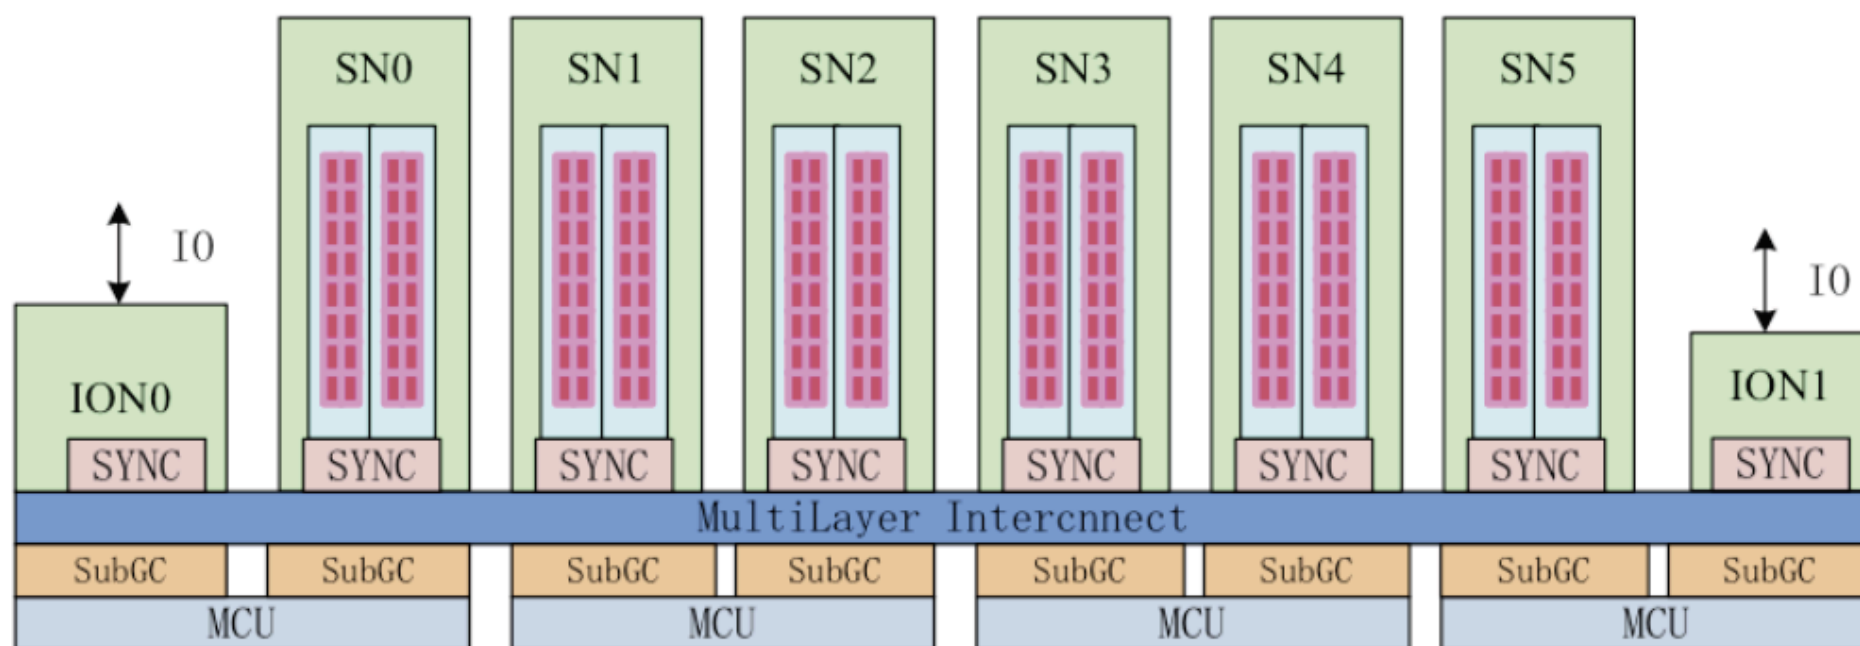 SN0 SN1 SN2 SN3 SN4 SN5
IO IO
ION0 ION1
SYNC SYNC SYNC SYNC SYNC SYNC SYNC SYNC
MultiLayer Intercnnect
SubGC SubGC SubGC SubGC SubGC SubGC SubGC SubGC
MCU MCU MCU MCU